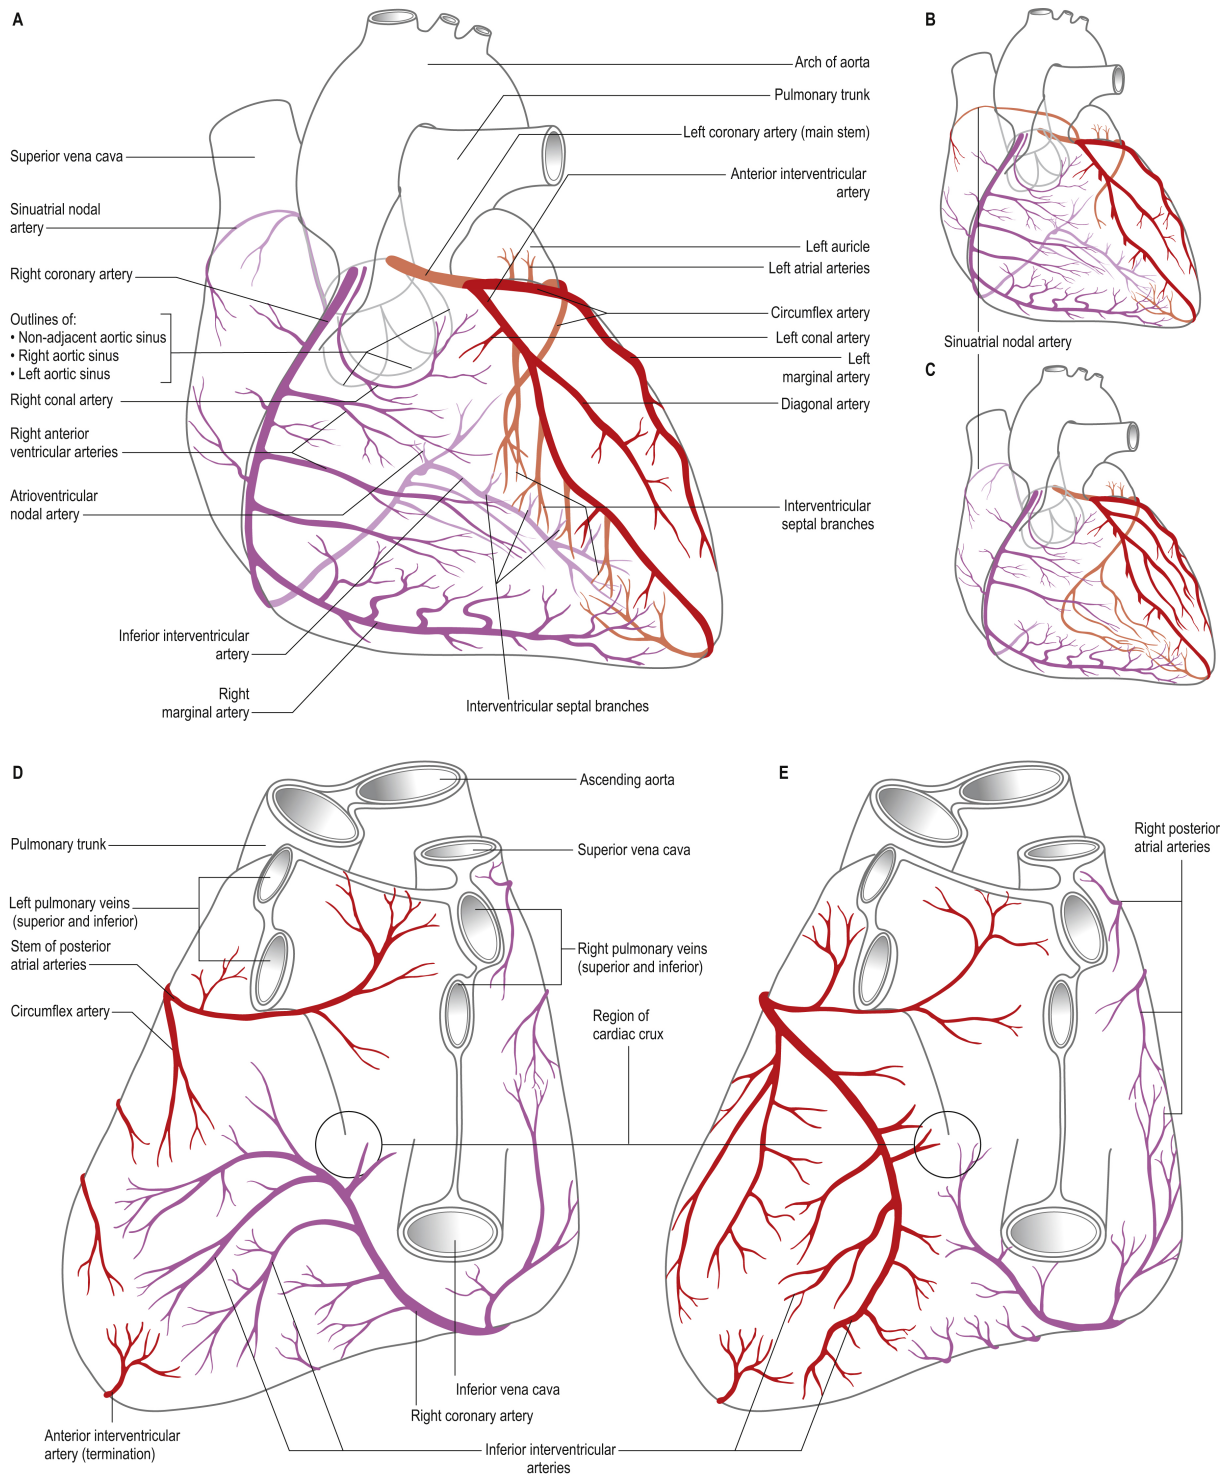 A
Arch of aorta
Pulmonary trunk
Left coronary artery (main stem)
Anterior interventricular
artery
Left auricle
Left atrial arteries
Circumflex artery
Left conal artery
Left
marginal artery
Diagonal artery
Interventricular
septal branches
Superior vena cava
Sinuatrial nodal
artery
Right coronary artery
Outlines of:
• Non-adjacent aortic sinus
• Right aortic sinus
• Left aortic sinus
Right conal artery
Right anterior
ventricular arteries
Atrioventricular
nodal artery
Inferior interventricular
artery
Right
marginal artery
Interventricular septal branches
B
Sinuatrial nodal artery
C
D
Ascending aorta
Pulmonary trunk
Superior vena cava
Left pulmonary veins
(superior and inferior)
Stem of posterior
atrial arteries
Circumflex artery
Right pulmonary veins
(superior and inferior)
Region of
cardiac crux
Inferior vena cava
Right coronary artery
Anterior interventricular
artery (termination)
Inferior interventricular
arteries
E
Right posterior
atrial arteries